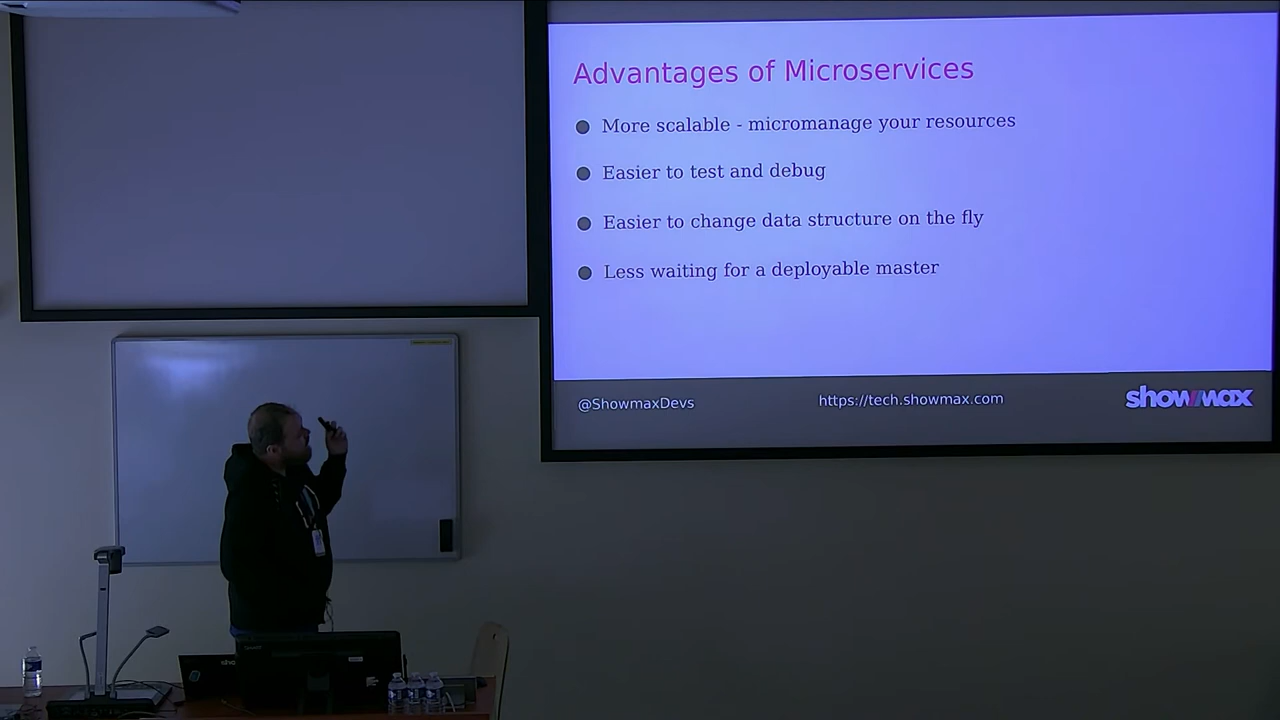 Advantages of Microservices
More scalable - micromanage your resources
Easier to test and debug
Easier to change data structure on the fly
Less waiting for a deployable master
@ShowmaxDevs
https://tech.showmax.com
showmax